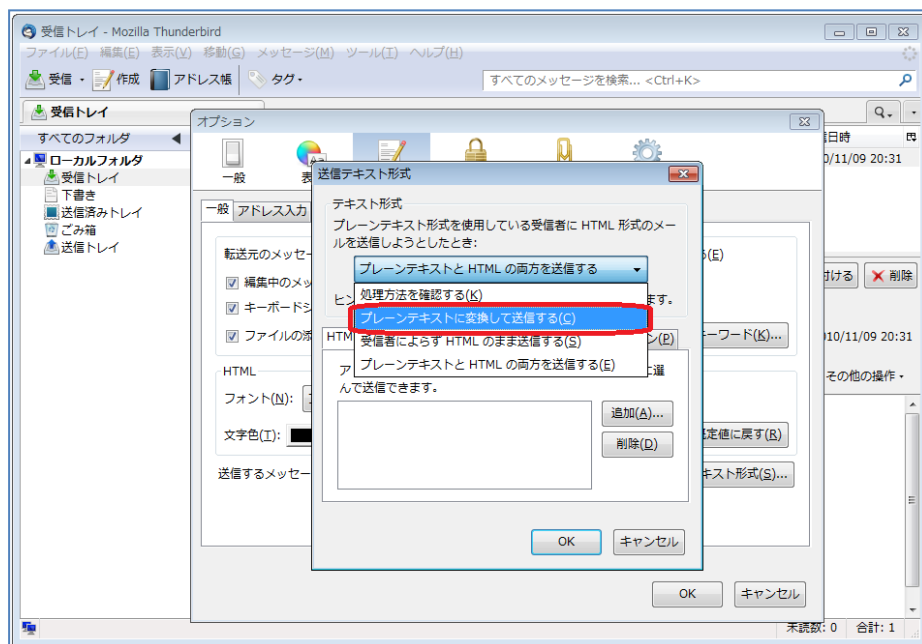 受信トレイ - Mozilla Thunderbird
ファイル(F) 編集(E) 表示(V) 移動(G) メッセージ(M) ツール(T) ヘルプ(H)
受信 作成 アドレス帳 タグ すべてのメッセージを検索... <Ctrl+K>
受信トレイ
すべてのフォルダ
ローカルフォルダ
受信トレイ
下書き
送信済みトレイ
ごみ箱
送信トレイ
オプション
一般 表
送信テキスト形式
テキスト形式
プレーンテキスト形式を使用している受信者に HTML 形式のメー
ルを送信しようとしたとき:
プレーンテキストと HTML の両方を送信する
処理方法を確認する(K)
プレーンテキストに変換して送信する(C)
受信者によらず HTML のまま送信する(S)
プレーンテキストと HTML の両方を送信する(E)
ヒン ます。
HTM ン(P)
ア に選
んで送信できます。
追加(A)...
削除(D)
OK キャンセル
一般 アドレス入力
転送元のメッセー (E)
編集中のメッ
キーボードシ
ファイルの添 ーワード(K)...
HTML
フォント(N):
文字色(T): 定値に戻す(R)
送信するメッセー キスト形式(S)...
OK キャンセル
日時
0/11/09 20:31
ける 削除
010/11/09 20:31
その他の操作
未読数: 0 合計: 1